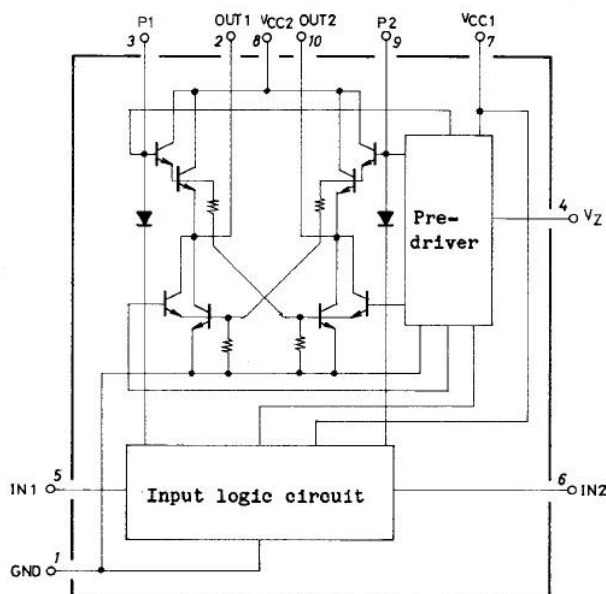 P1 OUT1 VCC2 OUT2 P2 VCC1
3 2 8 10 9 7
Pre-
driver
4 VZ
5 6
IN1 Input logic circuit IN2
1
GND